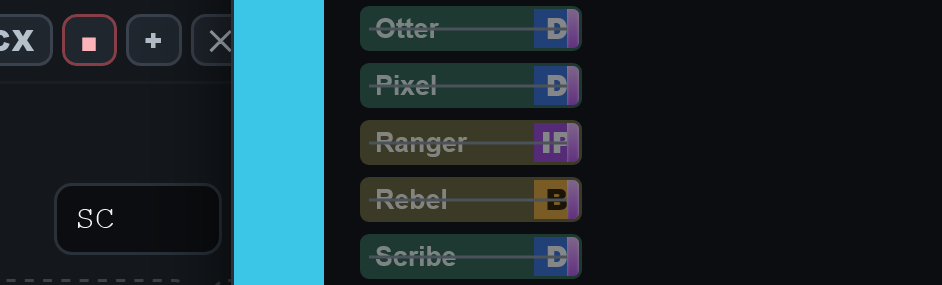 CX ■ + ×
SC
Otter D
Pixel D
Ranger IP
Rebel B
Scribe D